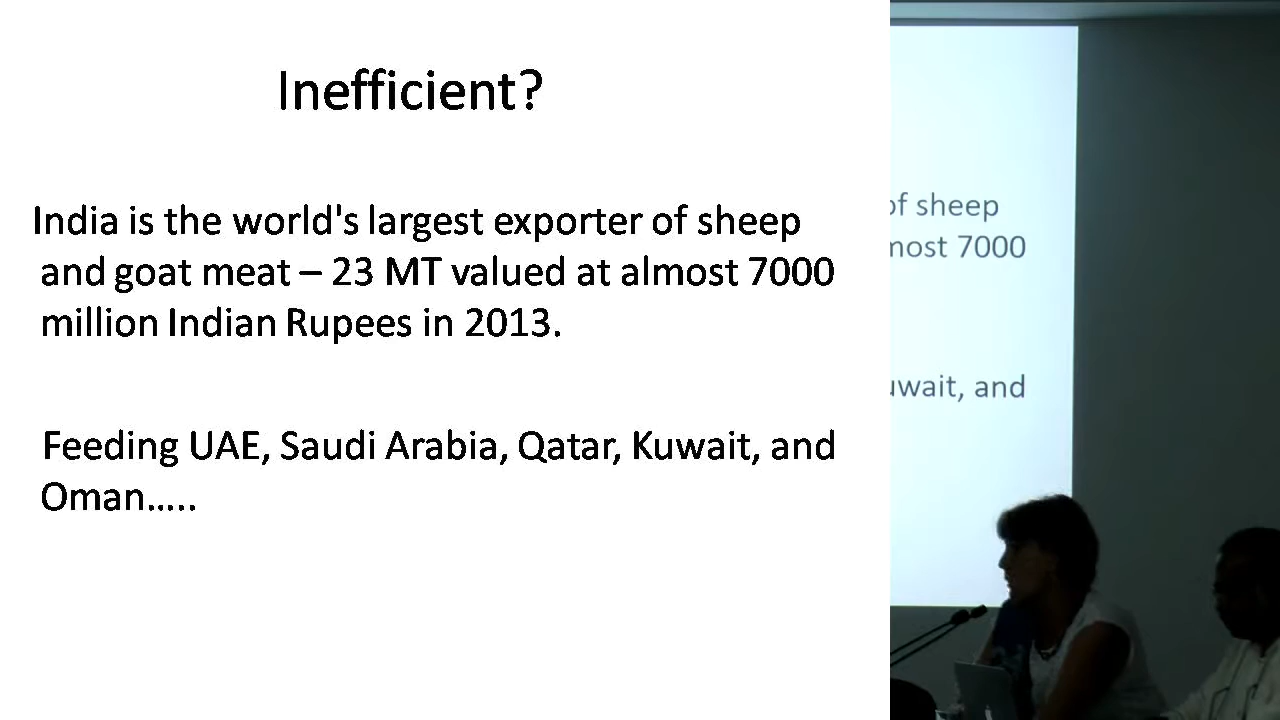 Inefficient?
India is the world's largest exporter of sheep
and goat meat – 23 MT valued at almost 7000
million Indian Rupees in 2013.
Feeding UAE, Saudi Arabia, Qatar, Kuwait, and
Oman.....
of sheep
most 7000
uwait, and